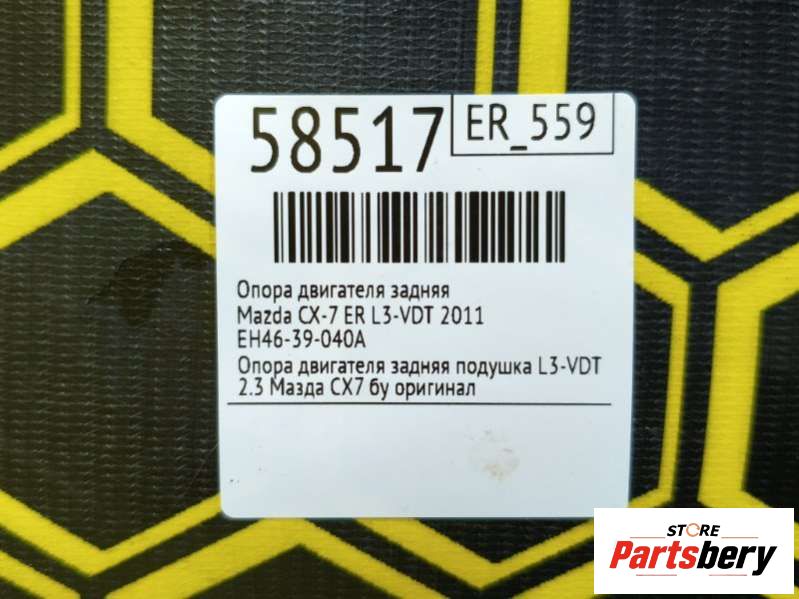 58517
ER_559
Опора двигателя задняя
Mazda CX-7 ER L3-VDT 2011
EH46-39-040A
Опора двигателя задняя подушка L3-VDT
2.3 Мазда СХ7 бу оригинал
STORE
Partsbery